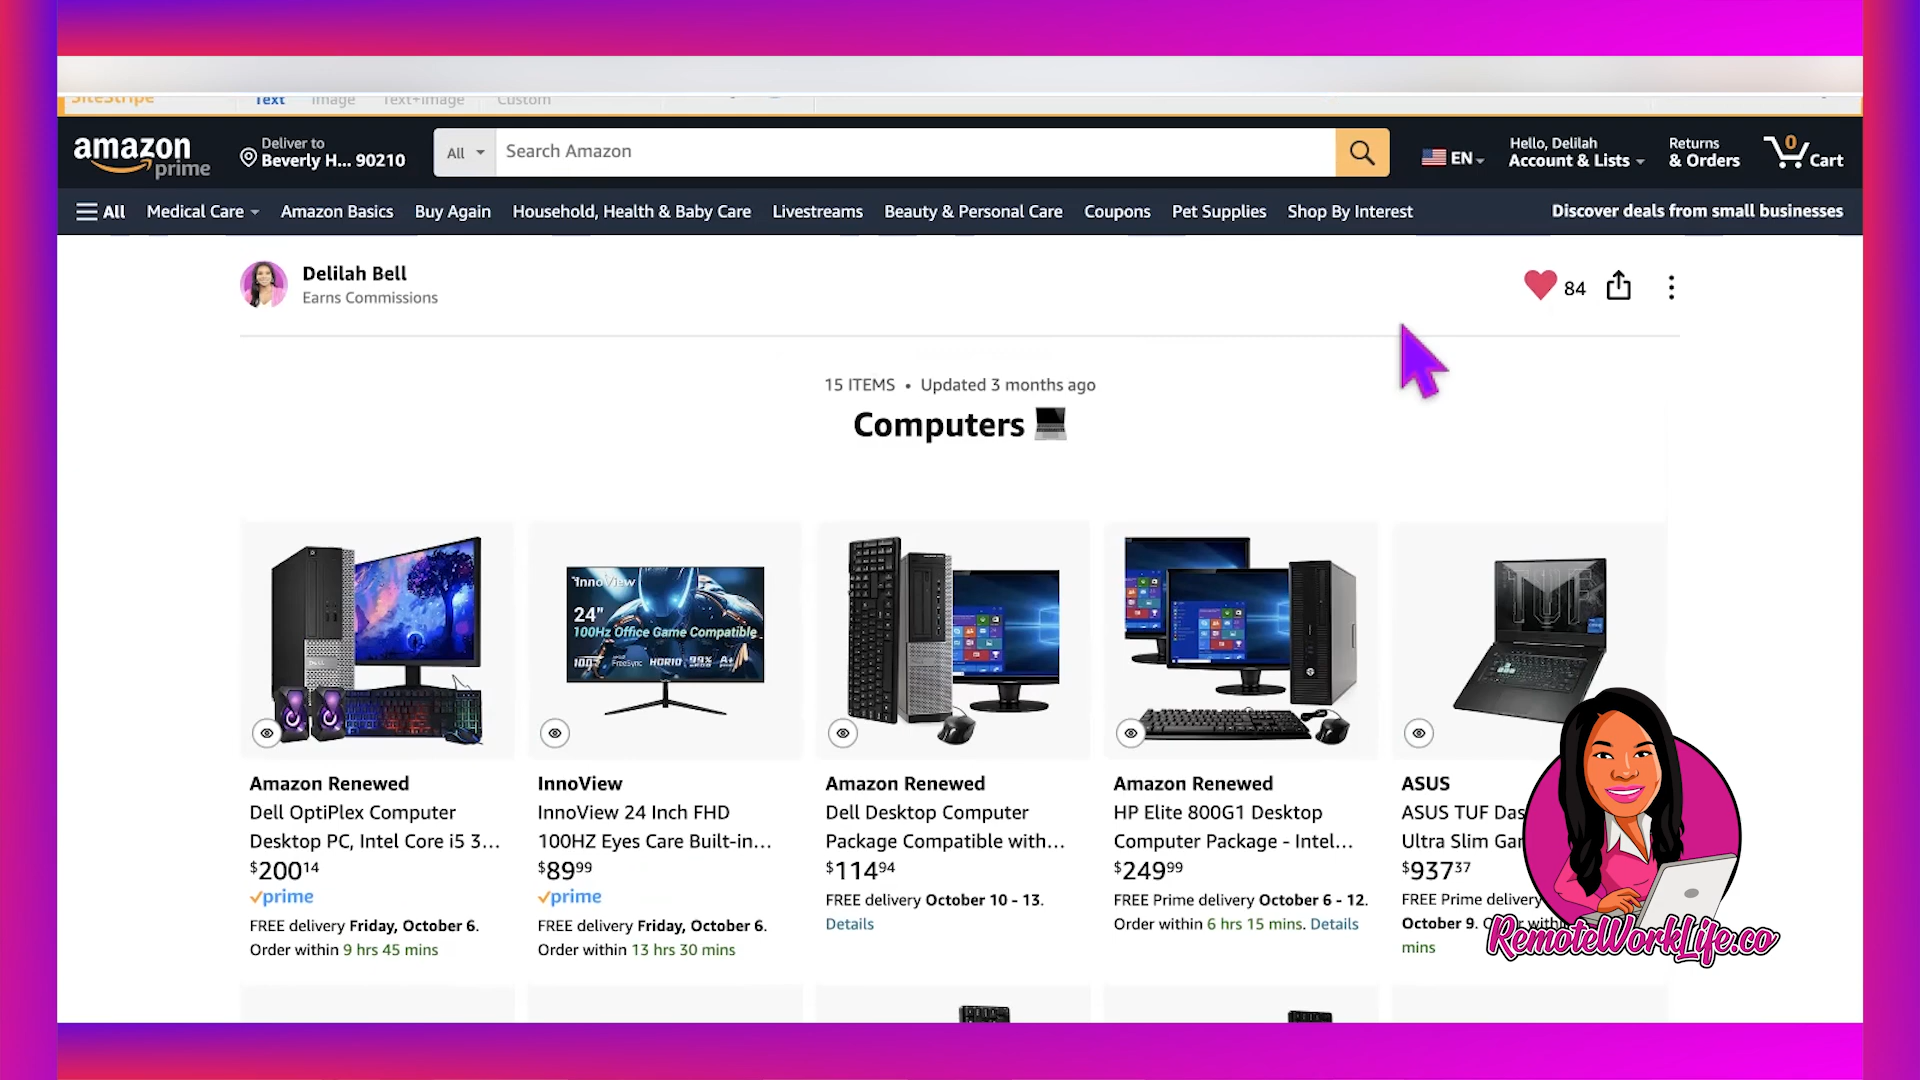 SiteStripe Text Image Text+Image Custom
amazon prime
Deliver to
Beverly H... 90210
All
Search Amazon
EN
Hello, Delilah
Account & Lists
Returns
& Orders
0
Cart
All Medical Care Amazon Basics Buy Again Household, Health & Baby Care Livestreams Beauty & Personal Care Coupons Pet Supplies Shop By Interest Discover deals from small businesses
Delilah Bell
Earns Commissions
84
15 ITEMS • Updated 3 months ago
Computers
DELL
InnoView
24"
100Hz Office Game Compatible
FreeSync HDR10 99% A+
TUF
Amazon Renewed
Dell OptiPlex Computer
Desktop PC, Intel Core i5 3...
$200.14
prime
FREE delivery Friday, October 6.
Order within 9 hrs 45 mins
InnoView
InnoView 24 Inch FHD
100HZ Eyes Care Built-in...
$89.99
prime
FREE delivery Friday, October 6.
Order within 13 hrs 30 mins
Amazon Renewed
Dell Desktop Computer
Package Compatible with...
$114.94
FREE delivery October 10 - 13.
Details
Amazon Renewed
HP Elite 800G1 Desktop
Computer Package - Intel...
$249.99
FREE Prime delivery October 6 - 12.
Order within 6 hrs 15 mins. Details
ASUS
ASUS TUF Das
Ultra Slim Gar
$937.37
FREE Prime delivery
October 9. Order within
mins
RemoteWorkLife.co